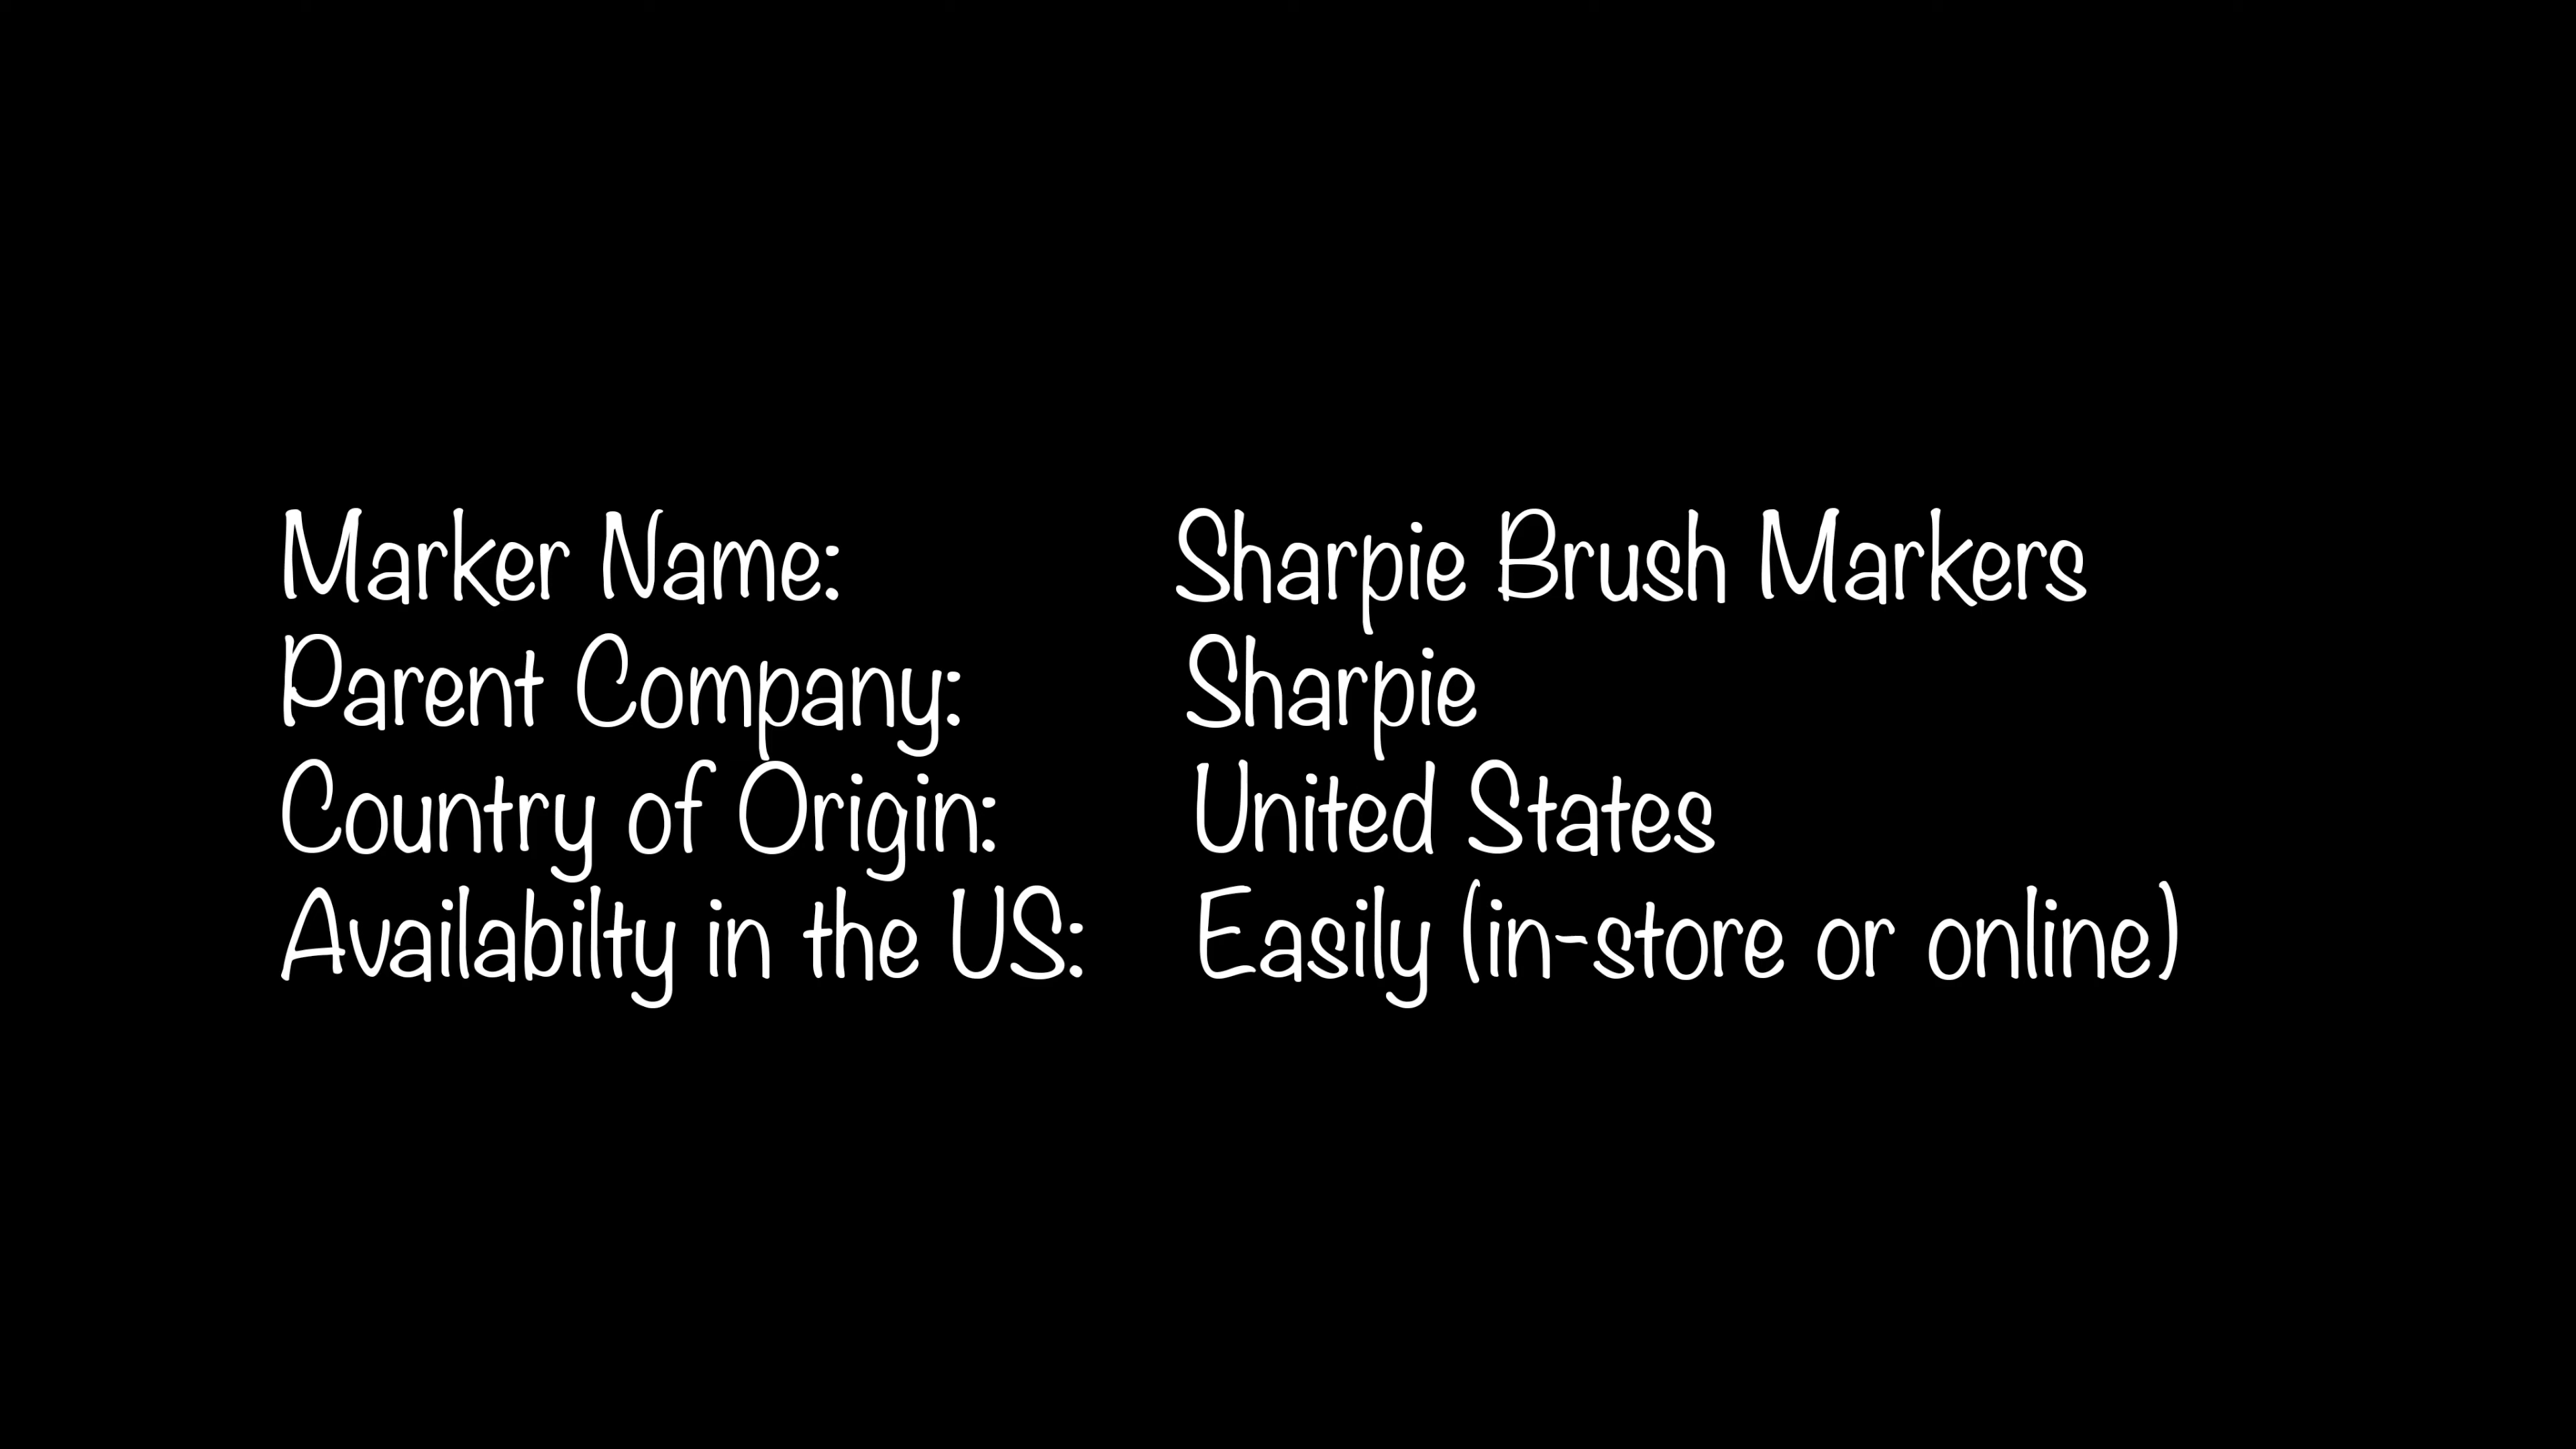 Marker Name: Sharpie Brush Markers
Parent Company: Sharpie
Country of Origin: United States
Availabilty in the US: Easily (in-store or online)